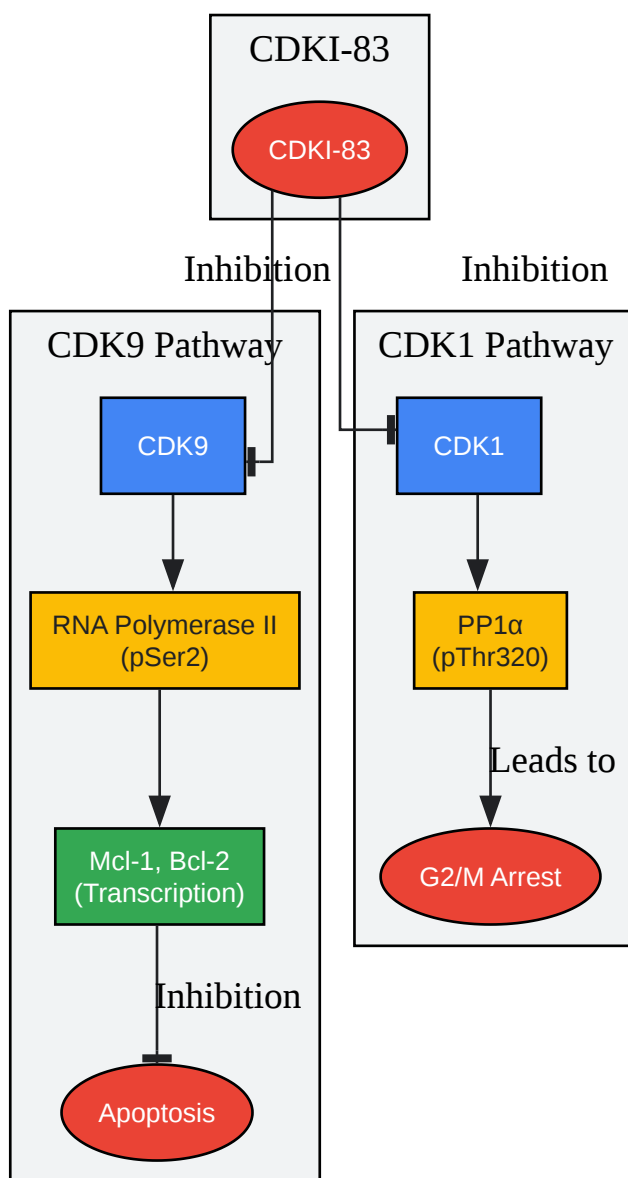 CDKI-83
CDKI-83
Inhibition
Inhibition
CDK9 Pathway
CDK9
RNA Polymerase II
(pSer2)
Mcl-1, Bcl-2
(Transcription)
Inhibition
Apoptosis
CDK1 Pathway
CDK1
PP1α
(pThr320)
Leads to
G2/M Arrest